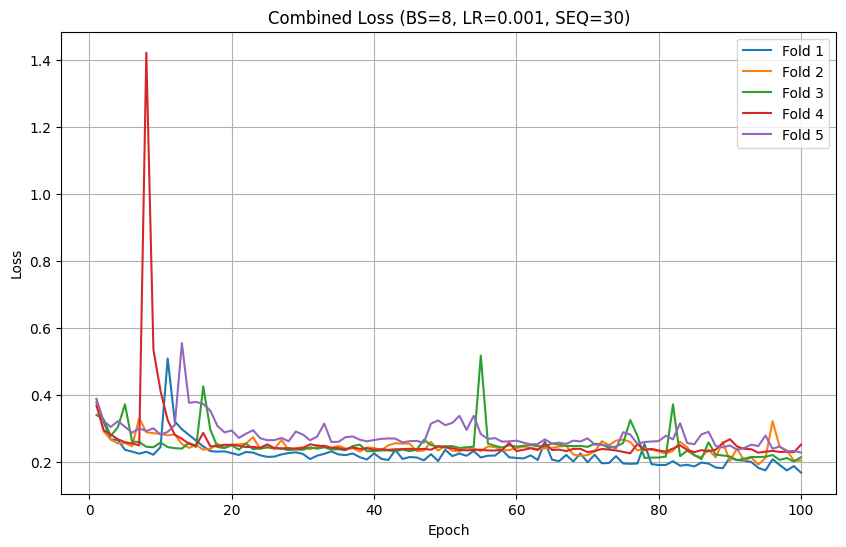 Combined Loss (BS=8, LR=0.001, SEQ=30)
Fold 1
Fold 2
Fold 3
Fold 4
Fold 5
Loss
1.4
1.2
1.0
0.8
0.6
0.4
0.2
0 20 40 60 80 100
Epoch